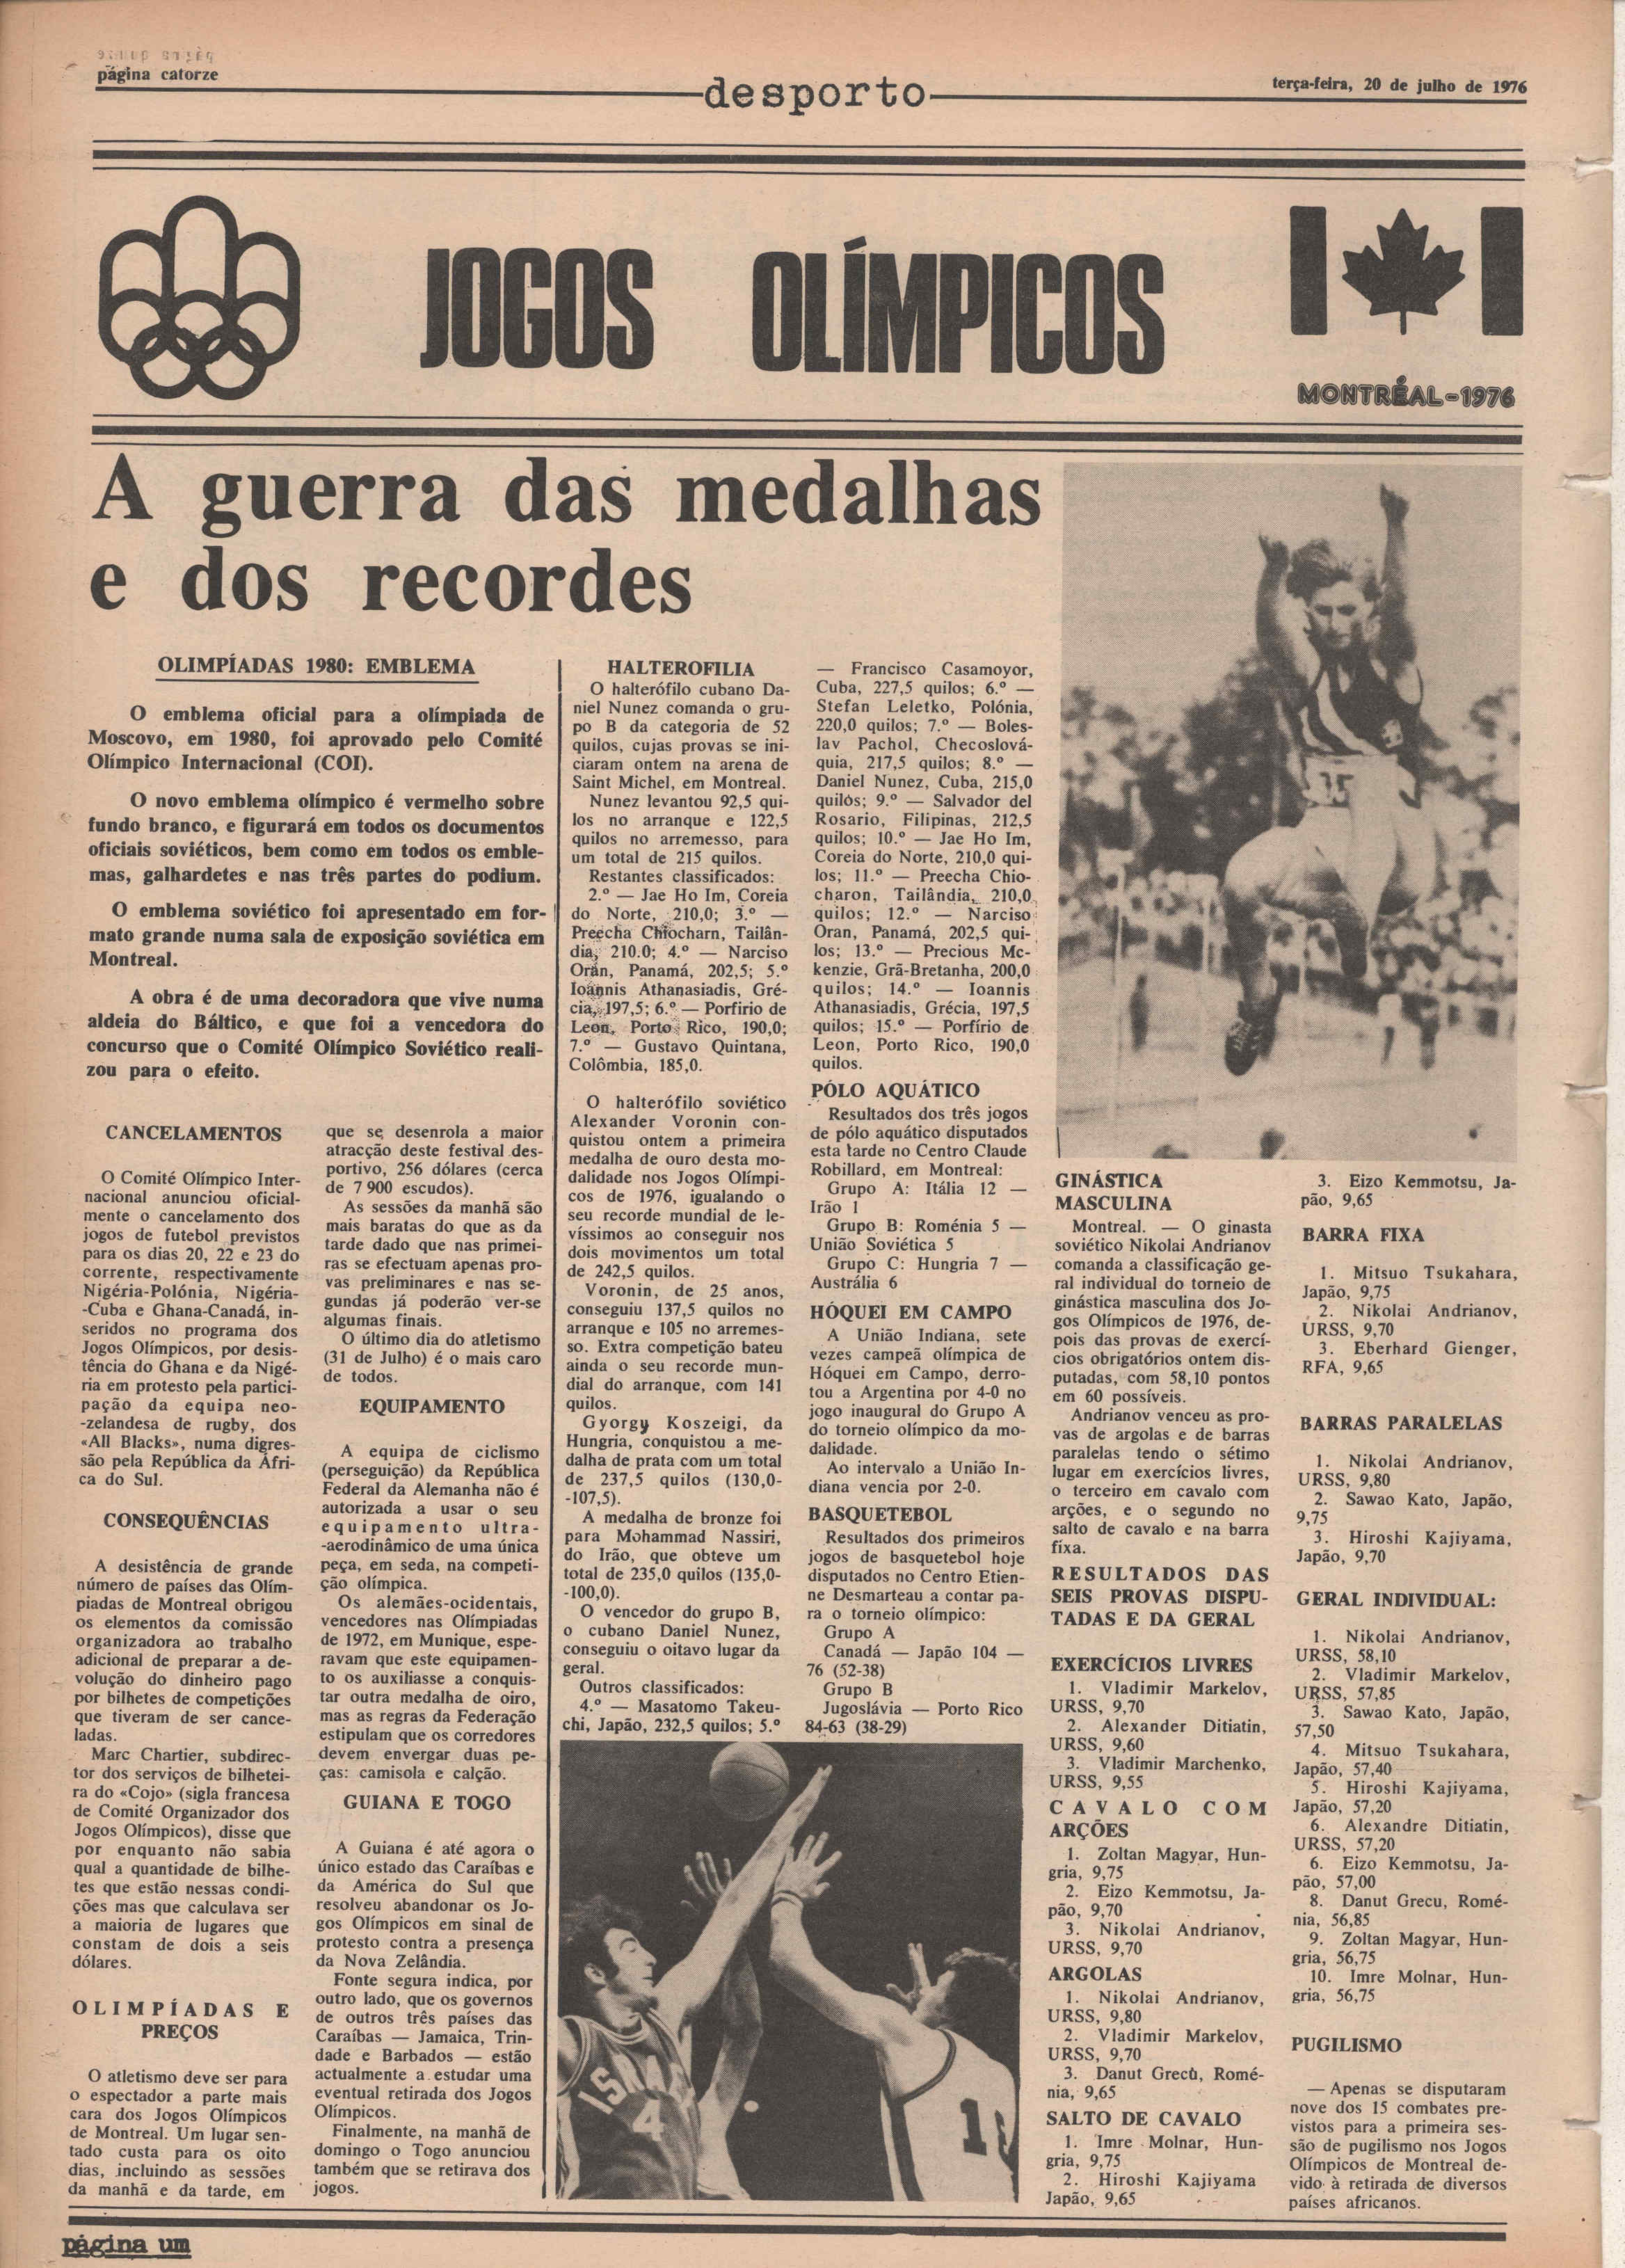 página catorze
desporto
terça-feira, 20 de julho de 1976
JOGOS OLÍMPICOS
MONTRÉAL-1976
A guerra das medalhas
e dos recordes
OLIMPÍADAS 1980: EMBLEMA
O emblema oficial para a olímpiada de
Moscovo, em 1980, foi aprovado pelo Comité
Olímpico Internacional (COI).
O novo emblema olímpico é vermelho sobre
fundo branco, e figurará em todos os documentos
oficiais soviéticos, bem como em todos os emble-
mas, galhardetes e nas três partes do podium.
O emblema soviético foi apresentado em for-
mato grande numa sala de exposição soviética em
Montreal.
A obra é de uma decoradora que vive numa
aldeia do Báltico, e que foi a vencedora do
concurso que o Comité Olímpico Soviético reali-
zou para o efeito.
CANCELAMENTOS
O Comité Olímpico Inter-
nacional anunciou oficial-
mente o cancelamento dos
jogos de futebol previstos
para os dias 20, 22 e 23 do
corrente, respectivamente
Nigéria-Polónia, Nigéria-
-Cuba e Ghana-Canadá, in-
seridos no programa dos
Jogos Olímpicos, por desis-
tência do Ghana e da Nigé-
ria em protesto pela partici-
pação da equipa neo-
-zelandesa de rugby, dos
«All Blacks», numa digres-
são pela República da Áfri-
ca do Sul.
CONSEQUÊNCIAS
A desistência de grande
número de países das Olím-
piadas de Montreal obrigou
os elementos da comissão
organizadora ao trabalho
adicional de preparar a de-
volução do dinheiro pago
por bilhetes de competições
que tiveram de ser cance-
ladas.
Marc Chartier, subdirec-
tor dos serviços de bilhetei-
ra do «Cojo» (sigla francesa
de Comité Organizador dos
Jogos Olímpicos), disse que
por enquanto não sabia
qual a quantidade de bilhe-
tes que estão nessas condi-
ções mas que calculava ser
a maioria de lugares que
constam de dois a seis
dólares.
OLIMPÍADAS E
PREÇOS
O atletismo deve ser para
o espectador a parte mais
cara dos Jogos Olímpicos
de Montreal. Um lugar sen-
tado custa para os oito
dias, incluindo as sessões
da manhã e da tarde, em
que se desenrola a maior
atracção deste festival des-
portivo, 256 dólares (cerca
de 7 900 escudos).
As sessões da manhã são
mais baratas do que as da
tarde dado que nas primei-
ras se efectuam apenas pro-
vas preliminares e nas se-
gundas já poderão ver-se
algumas finais.
O último dia do atletismo
(31 de Julho) é o mais caro
de todos.
EQUIPAMENTO
A equipa de ciclismo
(perseguição) da República
Federal da Alemanha não é
autorizada a usar o seu
equipamento ultra-
-aerodinâmico de uma única
peça, em seda, na competi-
ção olímpica.
Os alemães-ocidentais,
vencedores nas Olímpiadas
de 1972, em Munique, espe-
ravam que este equipamen-
to os auxiliasse a conquis-
tar outra medalha de oiro,
mas as regras da Federação
estipulam que os corredores
devem envergar duas pe-
ças: camisola e calção.
GUIANA E TOGO
A Guiana é até agora o
único estado das Caraíbas e
da América do Sul que
resolveu abandonar os Jo-
gos Olímpicos em sinal de
protesto contra a presença
da Nova Zelândia.
Fonte segura indica, por
outro lado, que os governos
de outros três países das
Caraíbas — Jamaica, Trin-
dade e Barbados — estão
actualmente a estudar uma
eventual retirada dos Jogos
Olímpicos.
Finalmente, na manhã de
domingo o Togo anunciou
também que se retirava dos
jogos.
HALTEROFILIA
O halterófilo cubano Da-
niel Nunez comanda o gru-
po B da categoria de 52
quilos, cujas provas se ini-
ciaram ontem na arena de
Saint Michel, em Montreal.
Nunez levantou 92,5 qui-
los no arranque e 122,5
quilos no arremesso, para
um total de 215 quilos.
Restantes classificados:
2.º — Jae Ho Im, Coreia
do Norte, 210,0; 3.º —
Preecha Chiocharn, Tailân-
dia, 210.0; 4.º — Narciso
Orán, Panamá, 202,5; 5.º
Ioánnis Athanasiadis, Gré-
cia, 197,5; 6.º — Porfirio de
Leon, Porto Rico, 190,0;
7.º — Gustavo Quintana,
Colômbia, 185,0.
O halterófilo soviético
Alexander Voronin con-
quistou ontem a primeira
medalha de ouro desta mo-
dalidade nos Jogos Olímpi-
cos de 1976, igualando o
seu recorde mundial de le-
víssimos ao conseguir nos
dois movimentos um total
de 242,5 quilos.
Voronin, de 25 anos,
conseguiu 137,5 quilos no
arranque e 105 no arremes-
so. Extra competição bateu
ainda o seu recorde mun-
dial do arranque, com 141
quilos.
Gyorgy Koszeigi, da
Hungria, conquistou a me-
dalha de prata com um total
de 237,5 quilos (130,0-
-107,5).
A medalha de bronze foi
para Mohammad Nassiri,
do Irão, que obteve um
total de 235,0 quilos (135,0-
-100,0).
O vencedor do grupo B,
o cubano Daniel Nunez,
conseguiu o oitavo lugar da
geral.
Outros classificados:
4.º — Masatomo Takeu-
chi, Japão, 232,5 quilos; 5.º
— Francisco Casamoyor,
Cuba, 227,5 quilos; 6.º —
Stefan Leletko, Polónia,
220,0 quilos; 7.º — Boles-
lav Pachol, Checoslová-
quia, 217,5 quilos; 8.º —
Daniel Nunez, Cuba, 215,0
quilos; 9.º — Salvador del
Rosario, Filipinas, 212,5
quilos; 10.º — Jae Ho Im,
Coreia do Norte, 210,0 qui-
los; 11.º — Preecha Chio-
charon, Tailândia, 210,0
quilos; 12.º — Narciso
Oran, Panamá, 202,5 qui-
los; 13.º — Precious Mc-
kenzie, Grã-Bretanha, 200,0
quilos; 14.º — Ioannis
Athanasiadis, Grécia, 197,5
quilos; 15.º — Porfírio de
Leon, Porto Rico, 190,0
quilos.
PÓLO AQUÁTICO
Resultados dos três jogos
de pólo aquático disputados
esta tarde no Centro Claude
Robillard, em Montreal:
Grupo A: Itália 12 —
Irão 1
Grupo B: Roménia 5 —
União Soviética 5
Grupo C: Hungria 7 —
Austrália 6
HÓQUEI EM CAMPO
A União Indiana, sete
vezes campeã olímpica de
Hóquei em Campo, derro-
tou a Argentina por 4-0 no
jogo inaugural do Grupo A
do torneio olímpico da mo-
dalidade.
Ao intervalo a União In-
diana vencia por 2-0.
BASQUETEBOL
Resultados dos primeiros
jogos de basquetebol hoje
disputados no Centro Etien-
ne Desmarteau a contar pa-
ra o torneio olímpico:
Grupo A
Canadá — Japão 104 —
76 (52-38)
Grupo B
Jugoslávia — Porto Rico
84-63 (38-29)
4
GINÁSTICA
MASCULINA
Montreal. — O ginasta
soviético Nikolai Andrianov
comanda a classificação ge-
ral individual do torneio de
ginástica masculina dos Jo-
gos Olímpicos de 1976, de-
pois das provas de exercí-
cios obrigatórios ontem dis-
putadas, com 58,10 pontos
em 60 possíveis.
Andrianov venceu as pro-
vas de argolas e de barras
paralelas tendo o sétimo
lugar em exercícios livres,
o terceiro em cavalo com
arções, e o segundo no
salto de cavalo e na barra
fixa.
RESULTADOS DAS
SEIS PROVAS DISPU-
TADAS E DA GERAL
EXERCÍCIOS LIVRES
1. Vladimir Markelov,
URSS, 9,70
2. Alexander Ditiatin,
URSS, 9,60
3. Vladimir Marchenko,
URSS, 9,55
CAVALO COM
ARÇÕES
1. Zoltan Magyar, Hun-
gria, 9,75
2. Eizo Kemmotsu, Ja-
pão, 9,70
3. Nikolai Andrianov,
URSS, 9,70
ARGOLAS
1. Nikolai Andrianov,
URSS, 9,80
2. Vladimir Markelov,
URSS, 9,70
3. Danut Grecù, Romé-
nia, 9,65
SALTO DE CAVALO
1. Imre Molnar, Hun-
gria, 9,75
2. Hiroshi Kajiyama
Japão, 9,65
3. Eizo Kemmotsu, Ja-
pão, 9,65
BARRA FIXA
1. Mitsuo Tsukahara,
Japão, 9,75
2. Nikolai Andrianov,
URSS, 9,70
3. Eberhard Gienger,
RFA, 9,65
BARRAS PARALELAS
1. Nikolai Andrianov,
URSS, 9,80
2. Sawao Kato, Japão,
9,75
3. Hiroshi Kajiyama,
Japão, 9,70
GERAL INDIVIDUAL:
1. Nikolai Andrianov,
URSS, 58,10
2. Vladimir Markelov,
URSS, 57,85
3. Sawao Kato, Japão,
57,50
4. Mitsuo Tsukahara,
Japão, 57,40
5. Hiroshi Kajiyama,
Japão, 57,20
6. Alexandre Ditiatin,
URSS, 57,20
6. Eizo Kemmotsu, Ja-
pão, 57,00
8. Danut Grecu, Romé-
nia, 56,85
9. Zoltan Magyar, Hun-
gria, 56,75
10. Imre Molnar, Hun-
gria, 56,75
PUGILISMO
— Apenas se disputaram
nove dos 15 combates pre-
vistos para a primeira ses-
são de pugilismo nos Jogos
Olímpicos de Montreal de-
vido à retirada de diversos
países africanos.
página um